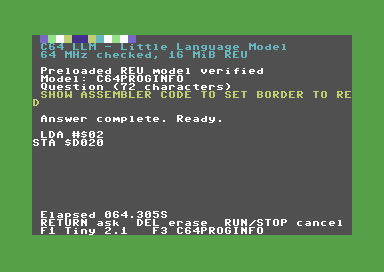 C64 LLM - Little Language Model
64 MHz checked, 16 MiB REU
Preloaded REU model verified
Model: C64PROGINFO
Question (72 characters)
SHOW ASSEMBLER CODE TO SET BORDER TO RE
D
Answer complete. Ready.
LDA #$02
STA $D020
Elapsed 064.305S
RETURN ask  DEL erase  RUN/STOP cancel
F1 Tiny 2.1   F3 C64PROGINFO